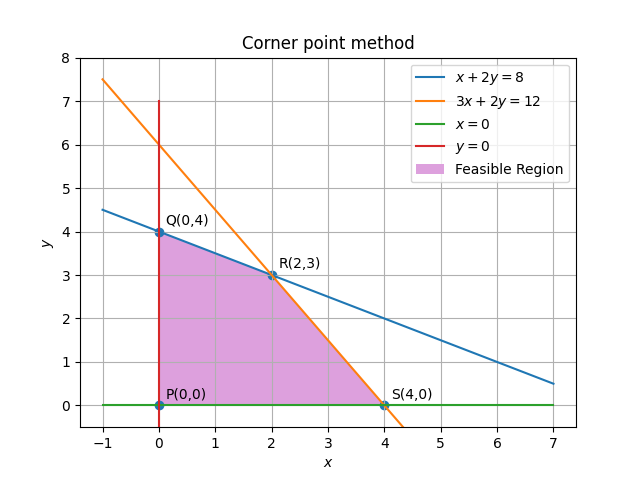 Corner point method
x + 2y = 8
3x + 2y = 12
x = 0
y = 0
Feasible Region
8
7
6
5
4
3
2
1
0
y
Q(0,4)
R(2,3)
P(0,0)
S(4,0)
−1 0 1 2 3 4 5 6 7
x